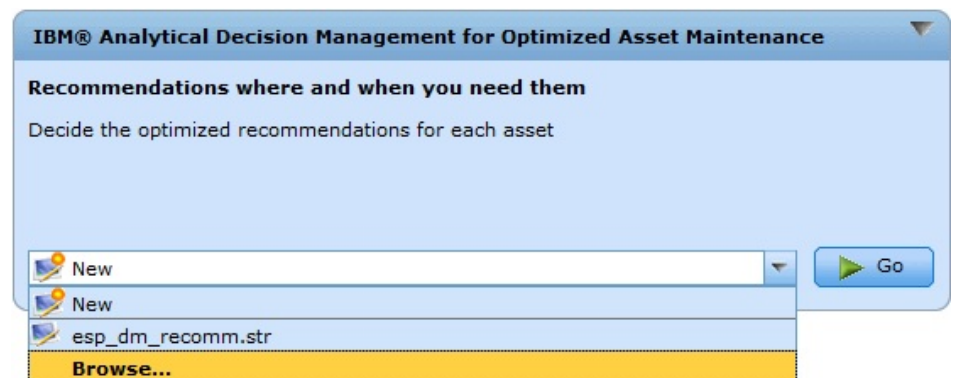 IBM® Analytical Decision Management for Optimized Asset Maintenance
Recommendations where and when you need them
Decide the optimized recommendations for each asset
New
Go
New
esp_dm_recomm.str
Browse...